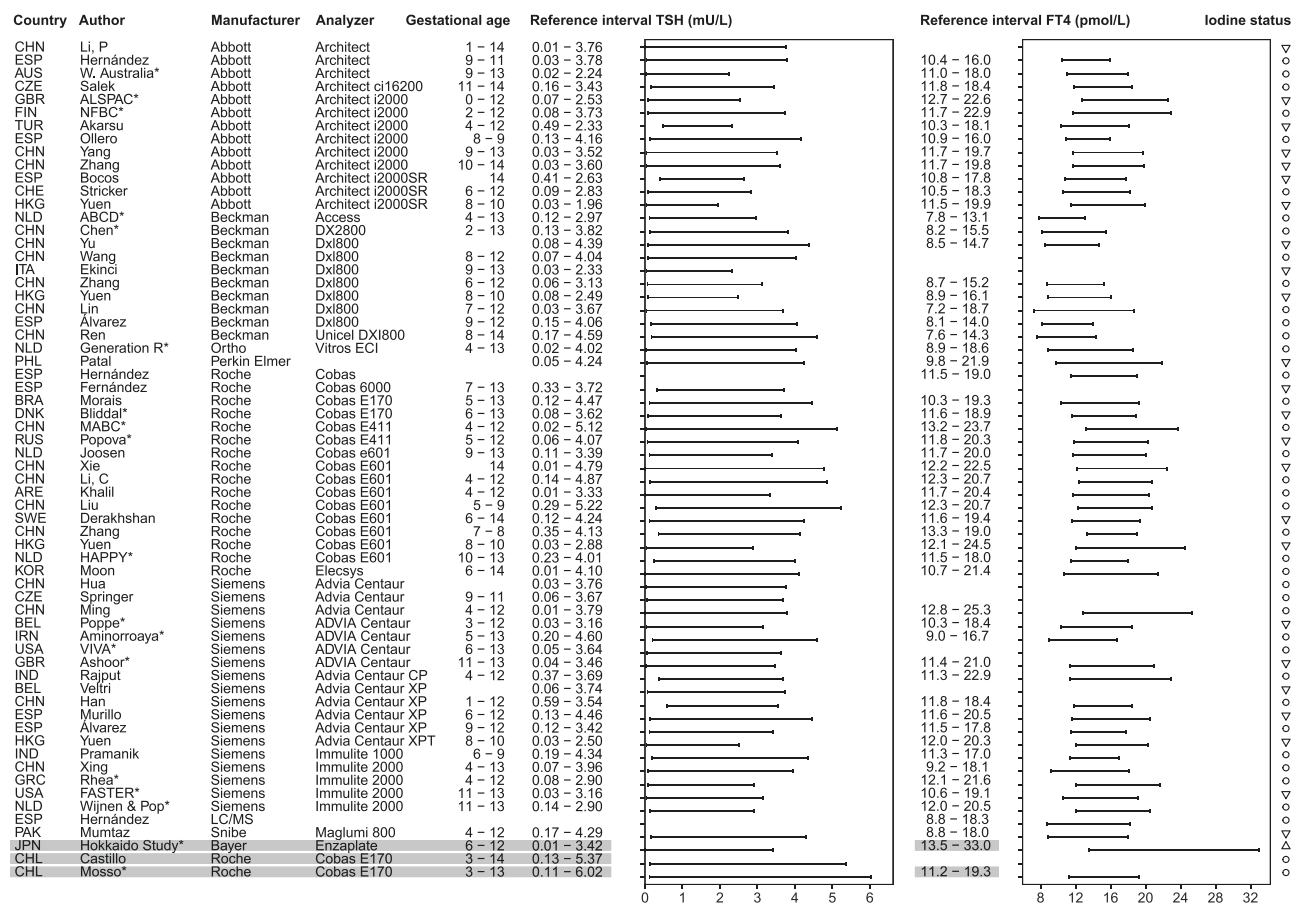 Country Author Manufacturer Analyzer Gestational age Reference interval TSH (mU/L) Reference interval FT4 (pmol/L) Iodine status
CHN Li, P Abbott Architect 1 − 14 0.01 − 3.76
ESP Hernández Abbott Architect 9 − 11 0.03 − 3.78 10.4 − 16.0
AUS W. Australia* Abbott Architect 9 − 13 0.02 − 2.24 11.0 − 18.0
CZE Salek Abbott Architect ci16200 11 − 14 0.16 − 3.43 11.8 − 18.4
GBR ALSPAC* Abbott Architect i2000 0 − 12 0.07 − 2.53 12.7 − 22.6
FIN NFBC* Abbott Architect i2000 2 − 12 0.08 − 3.73 11.7 − 22.9
TUR Akarsu Abbott Architect i2000 4 − 12 0.49 − 2.33 10.3 − 18.1
ESP Ollero Abbott Architect i2000 8 − 9 0.13 − 4.16 10.9 − 16.0
CHN Yang Abbott Architect i2000 9 − 13 0.03 − 3.52 11.7 − 19.7
CHN Zhang Abbott Architect i2000 10 − 14 0.03 − 3.60 11.7 − 19.8
ESP Bocos Abbott Architect i2000SR 14 0.41 − 2.63 10.8 − 17.8
CHE Stricker Abbott Architect i2000SR 6 − 12 0.09 − 2.83 10.5 − 18.3
HKG Yuen Abbott Architect i2000SR 8 − 10 0.03 − 1.96 11.5 − 19.9
NLD ABCD* Beckman Access 4 − 13 0.12 − 2.97 7.8 − 13.1
CHN Chen* Beckman DX2800 2 − 13 0.13 − 3.82 8.2 − 15.5
CHN Yu Beckman Dxl800 0.08 − 4.39 8.5 − 14.7
CHN Wang Beckman Dxl800 8 − 12 0.07 − 4.04
ITA Ekinci Beckman Dxl800 9 − 13 0.03 − 2.33
CHN Zhang Beckman Dxl800 6 − 12 0.06 − 3.13 8.7 − 15.2
HKG Yuen Beckman Dxl800 8 − 10 0.08 − 2.49 8.9 − 16.1
CHN Lin Beckman Dxl800 7 − 12 0.03 − 3.67 7.2 − 18.7
ESP Álvarez Beckman Dxl800 9 − 12 0.15 − 4.06 8.1 − 14.0
CHN Ren Beckman Unicel DXI800 8 − 14 0.17 − 4.59 7.6 − 14.3
NLD Generation R* Ortho Vitros ECI 4 − 13 0.02 − 4.02 8.9 − 18.6
PHL Patal Perkin Elmer 0.05 − 4.24 9.8 − 21.9
ESP Hernández Roche Cobas 11.5 − 19.0
ESP Fernández Roche Cobas 6000 7 − 13 0.33 − 3.72
BRA Morais Roche Cobas E170 5 − 13 0.12 − 4.47 10.3 − 19.3
DNK Bliddal* Roche Cobas E170 6 − 13 0.08 − 3.62 11.6 − 18.9
CHN MABC* Roche Cobas E411 4 − 12 0.02 − 5.12 13.2 − 23.7
RUS Popova* Roche Cobas E411 5 − 12 0.06 − 4.07 11.8 − 20.3
NLD Joosen Roche Cobas e601 9 − 13 0.11 − 3.39 11.7 − 20.0
CHN Xie Roche Cobas E601 14 0.01 − 4.79 12.2 − 22.5
CHN Li, C Roche Cobas E601 4 − 12 0.14 − 4.87 12.3 − 20.7
ARE Khalil Roche Cobas E601 4 − 12 0.01 − 3.33 11.7 − 20.4
CHN Liu Roche Cobas E601 5 − 9 0.29 − 5.22 12.3 − 20.7
SWE Derakhshan Roche Cobas E601 6 − 14 0.12 − 4.24 11.6 − 19.4
CHN Zhang Roche Cobas E601 7 − 8 0.35 − 4.13 13.3 − 19.0
HKG Yuen Roche Cobas E601 8 − 10 0.03 − 2.88 12.1 − 24.5
NLD HAPPY* Roche Cobas E601 10 − 13 0.23 − 4.01 11.5 − 18.0
KOR Moon Roche Elecsys 6 − 14 0.01 − 4.10 10.7 − 21.4
CHN Hua Siemens Advia Centaur 0.03 − 3.76
CZE Springer Siemens Advia Centaur 9 − 11 0.06 − 3.67
CHN Ming Siemens Advia Centaur 4 − 12 0.01 − 3.79 12.8 − 25.3
BEL Poppe* Siemens ADVIA Centaur 3 − 12 0.03 − 3.16 10.3 − 18.4
IRN Aminorroaya* Siemens ADVIA Centaur 5 − 13 0.20 − 4.60 9.0 − 16.7
USA VIVA* Siemens ADVIA Centaur 6 − 13 0.05 − 3.64
GBR Ashoor* Siemens ADVIA Centaur 11 − 13 0.04 − 3.46 11.4 − 21.0
IND Rajput Siemens Advia Centaur CP 4 − 12 0.37 − 3.69 11.3 − 22.9
BEL Veltri Siemens Advia Centaur XP 0.06 − 3.74
CHN Han Siemens Advia Centaur XP 1 − 12 0.59 − 3.54 11.8 − 18.4
ESP Murillo Siemens Advia Centaur XP 6 − 12 0.13 − 4.46 11.6 − 20.5
ESP Álvarez Siemens Advia Centaur XP 9 − 12 0.12 − 3.42 11.5 − 17.8
HKG Yuen Siemens Advia Centaur XPT 8 − 10 0.03 − 2.50 12.0 − 20.3
IND Pramanik Siemens Immulite 1000 6 − 9 0.19 − 4.34 11.3 − 17.0
CHN Xing Siemens Immulite 2000 4 − 13 0.07 − 3.96 9.2 − 18.1
GRC Rhea* Siemens Immulite 2000 4 − 12 0.08 − 2.90 12.1 − 21.6
USA FASTER* Siemens Immulite 2000 11 − 13 0.03 − 3.16 10.6 − 19.1
NLD Wijnen & Pop* Siemens Immulite 2000 11 − 13 0.14 − 2.90 12.0 − 20.5
ESP Hernández LC/MS 8.8 − 18.3
PAK Mumtaz Snibe Maglumi 800 4 − 12 0.17 − 4.29 8.8 − 18.0
JPN Hokkaido Study* Bayer Enzaplate 6 − 12 0.01 − 3.42 13.5 − 33.0
CHL Castillo Roche Cobas E170 3 − 14 0.13 − 5.37
CHL Mosso* Roche Cobas E170 3 − 13 0.11 − 6.02 11.2 − 19.3
0 1 2 3 4 5 6 8 12 16 20 24 28 32